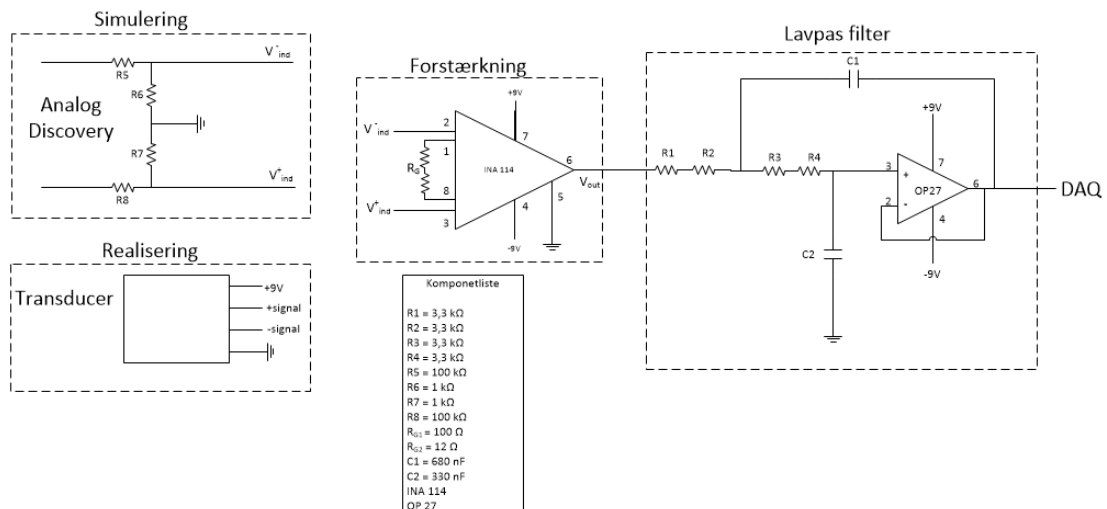 Simulering
V⁻ind
R5
R6
Analog
Discovery
R7
R8
V⁺ind
Realisering
Transducer
+9V
+signal
-signal
Forstærkning
+9V
V⁻ind
2
1
7
RG
INA 114
6
Vout
8
5
V⁺ind
3
4
-9V
Lavpas filter
C1
+9V
R1
R2
R3
R4
3
+
7
OP27
6
DAQ
2
-
4
C2
-9V
Komponetliste
R1 = 3,3 kΩ
R2 = 3,3 kΩ
R3 = 3,3 kΩ
R4 = 3,3 kΩ
R5 = 100 kΩ
R6 = 1 kΩ
R7 = 1 kΩ
R8 = 100 kΩ
RG1 = 100 Ω
RG2 = 12 Ω
C1 = 680 nF
C2 = 330 nF
INA 114
OP 27